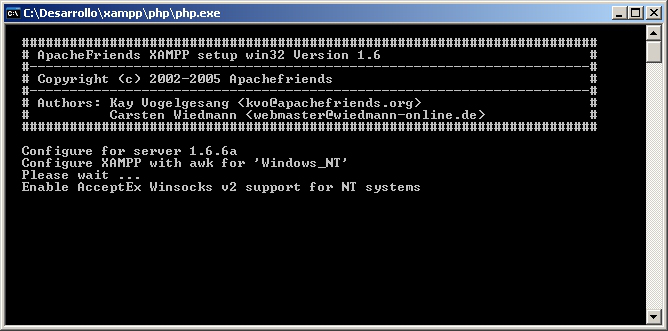 C:\Desarrollo\xampp\php\php.exe
########################################################################
# ApacheFriends XAMPP setup win32 Version 1.6                          #
#----------------------------------------------------------------------#
# Copyright (c) 2002-2005 Apachefriends                                #
#----------------------------------------------------------------------#
# Authors: Kay Vogelgesang <kvo@apachefriends.org>                     #
#          Carsten Wiedmann <webmaster@wiedmann-online.de>             #
########################################################################
Configure for server 1.6.6a
Configure XAMPP with awk for 'Windows_NT'
Please wait ...
Enable AcceptEx Winsocks v2 support for NT systems